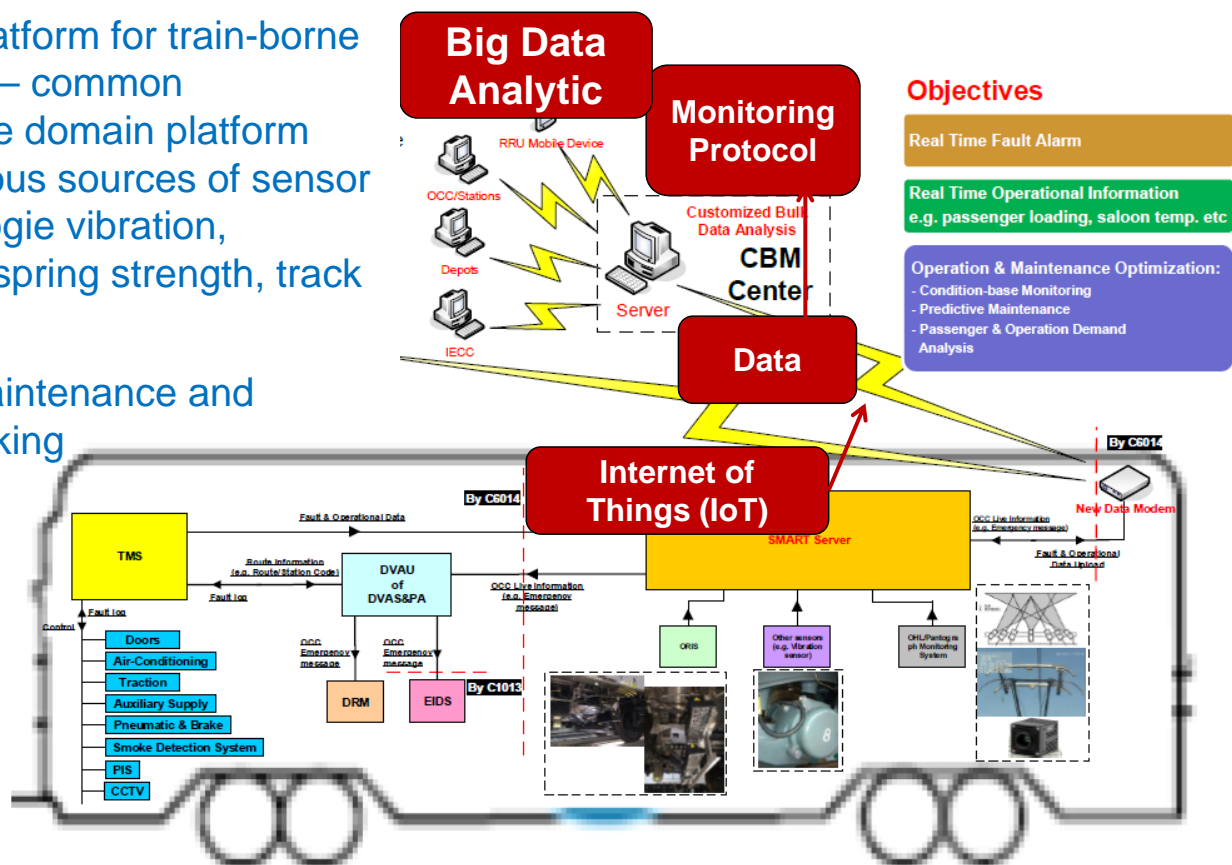 atform for train-borne
– common
e domain platform
ous sources of sensor
ogie vibration,
spring strength, track
aintenance and
king
Big Data
Analytic
Monitoring
Protocol
e
RRU Mobile Device
OCC/Stations
Depots
IECC
Customized Bulk
Data Analysis
CBM
Center
Server
Data
Internet of
Things (IoT)
Objectives
Real Time Fault Alarm
Real Time Operational Information
e.g. passenger loading, saloon temp. etc
Operation & Maintenance Optimization:
- Condition-base Monitoring
- Predictive Maintenance
- Passenger & Operation Demand
Analysis
By C6014
New Data Modem
By C6014
Fault & Operational Data
TMS
Route Information
(e.g. Route/Station Code)
Fault log
DVAU
of
DVAS&PA
OCC Live Information
(e.g. Emergency
message)
SMART Server
OCC Live Information
(e.g. Emergency message)
Fault & Operational
Data Upload
Fault log
Control
Doors
Air-Conditioning
Traction
Auxiliary Supply
Pneumatic & Brake
Smoke Detection System
PIS
CCTV
OCC
Emergency
message
OCC
Emergency
message
DRM
EIDS
By C1013
ORIS
Other sensors
(e.g. Vibration
sensor)
OHL/Pantogra
ph Monitoring
System
8